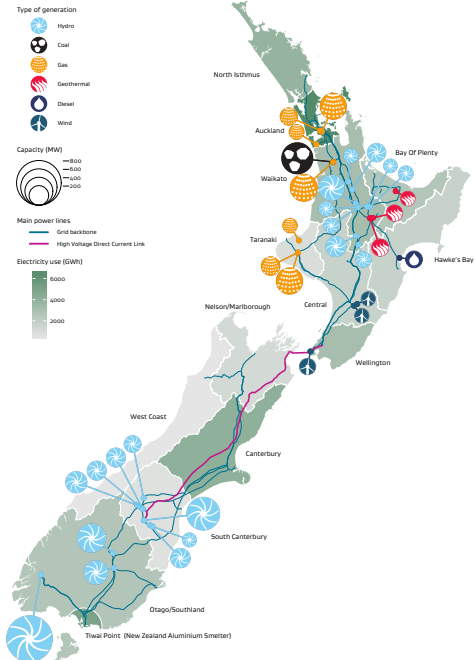 Type of generation
Hydro
Coal
Gas
Geothermal
Diesel
Wind
Capacity (MW)
800
600
400
200
Main power lines
Grid backbone
High Voltage Direct Current Link
Electricity use (GWh)
6000
4000
2000
North Isthmus
Auckland
Bay Of Plenty
Waikato
Taranaki
Hawke's Bay
Central
Nelson/Marlborough
Wellington
West Coast
Canterbury
South Canterbury
Otago/Southland
Tiwai Point (New Zealand Aluminium Smelter)